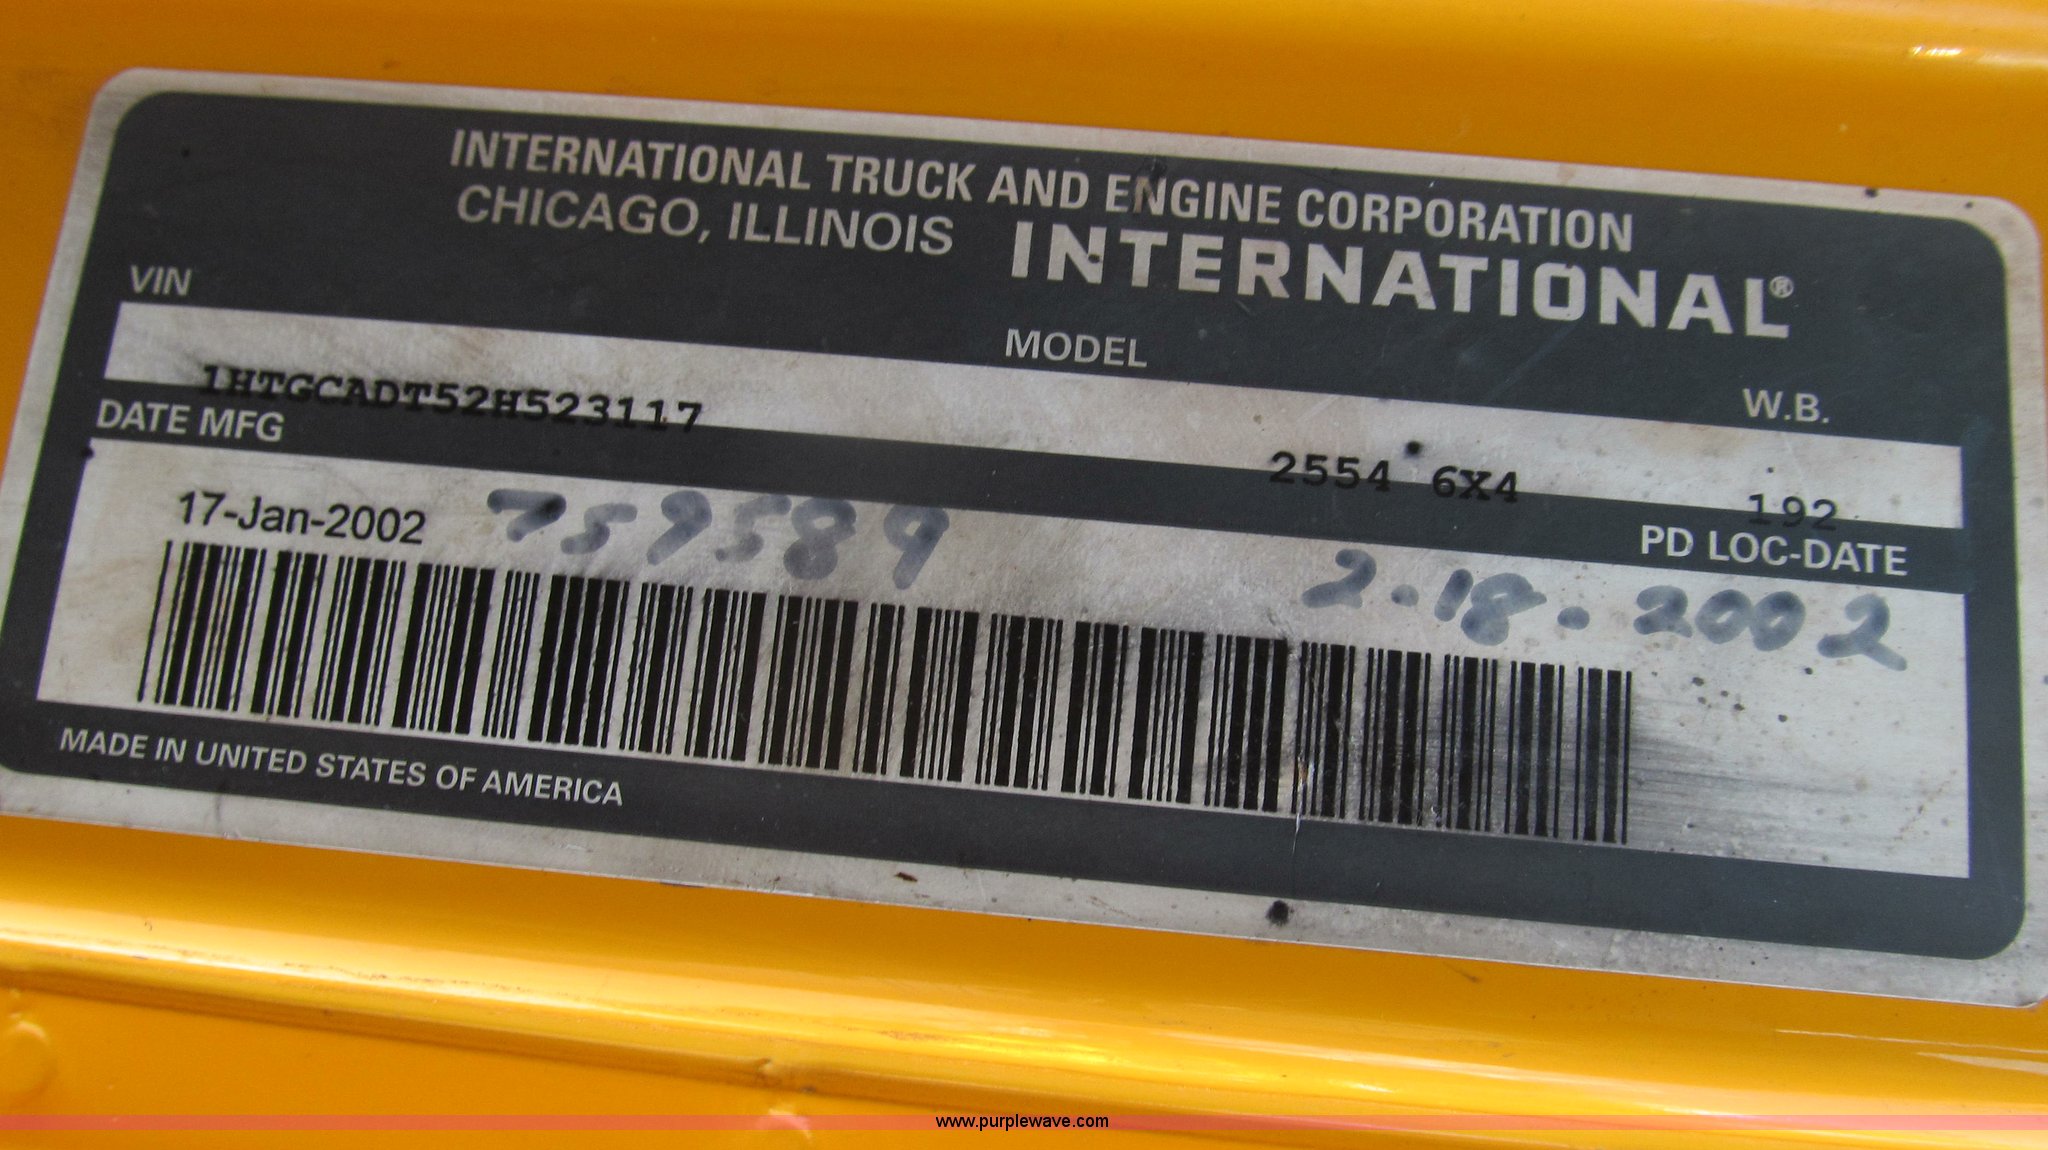 INTERNATIONAL TRUCK AND ENGINE CORPORATION
CHICAGO, ILLINOIS INTERNATIONAL®
VIN MODEL W.B.
1HTGCADT52H523117 2554 6X4 192
DATE MFG PD LOC-DATE
17-Jan-2002 759589 2-18-2002
MADE IN UNITED STATES OF AMERICA
www.purplewave.com